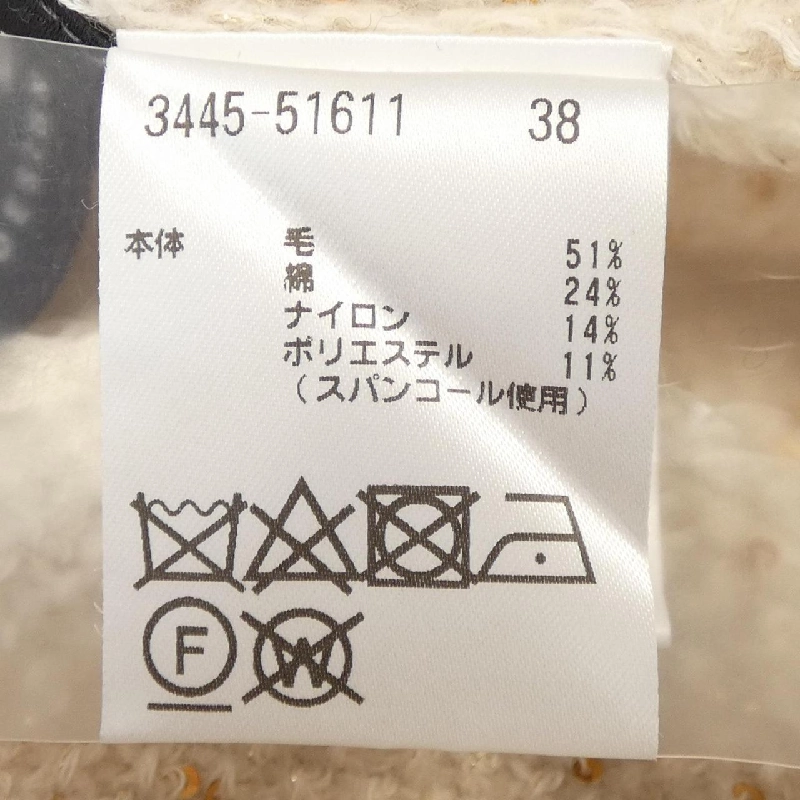 3445-51611 38
本体 毛 51%
綿 24%
ナイロン 14%
ポリエステル 11%
(スパンコール使用)
F W